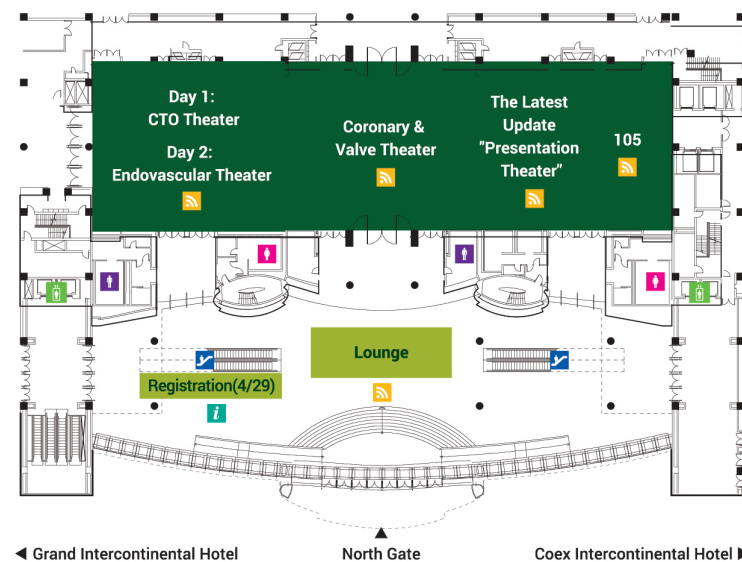 Day 1:
CTO Theater
Day 2:
Endovascular Theater
Coronary &
Valve Theater
The Latest
Update
"Presentation
Theater"
105
Lounge
Registration(4/29)
i
Grand Intercontinental Hotel
North Gate
Coex Intercontinental Hotel